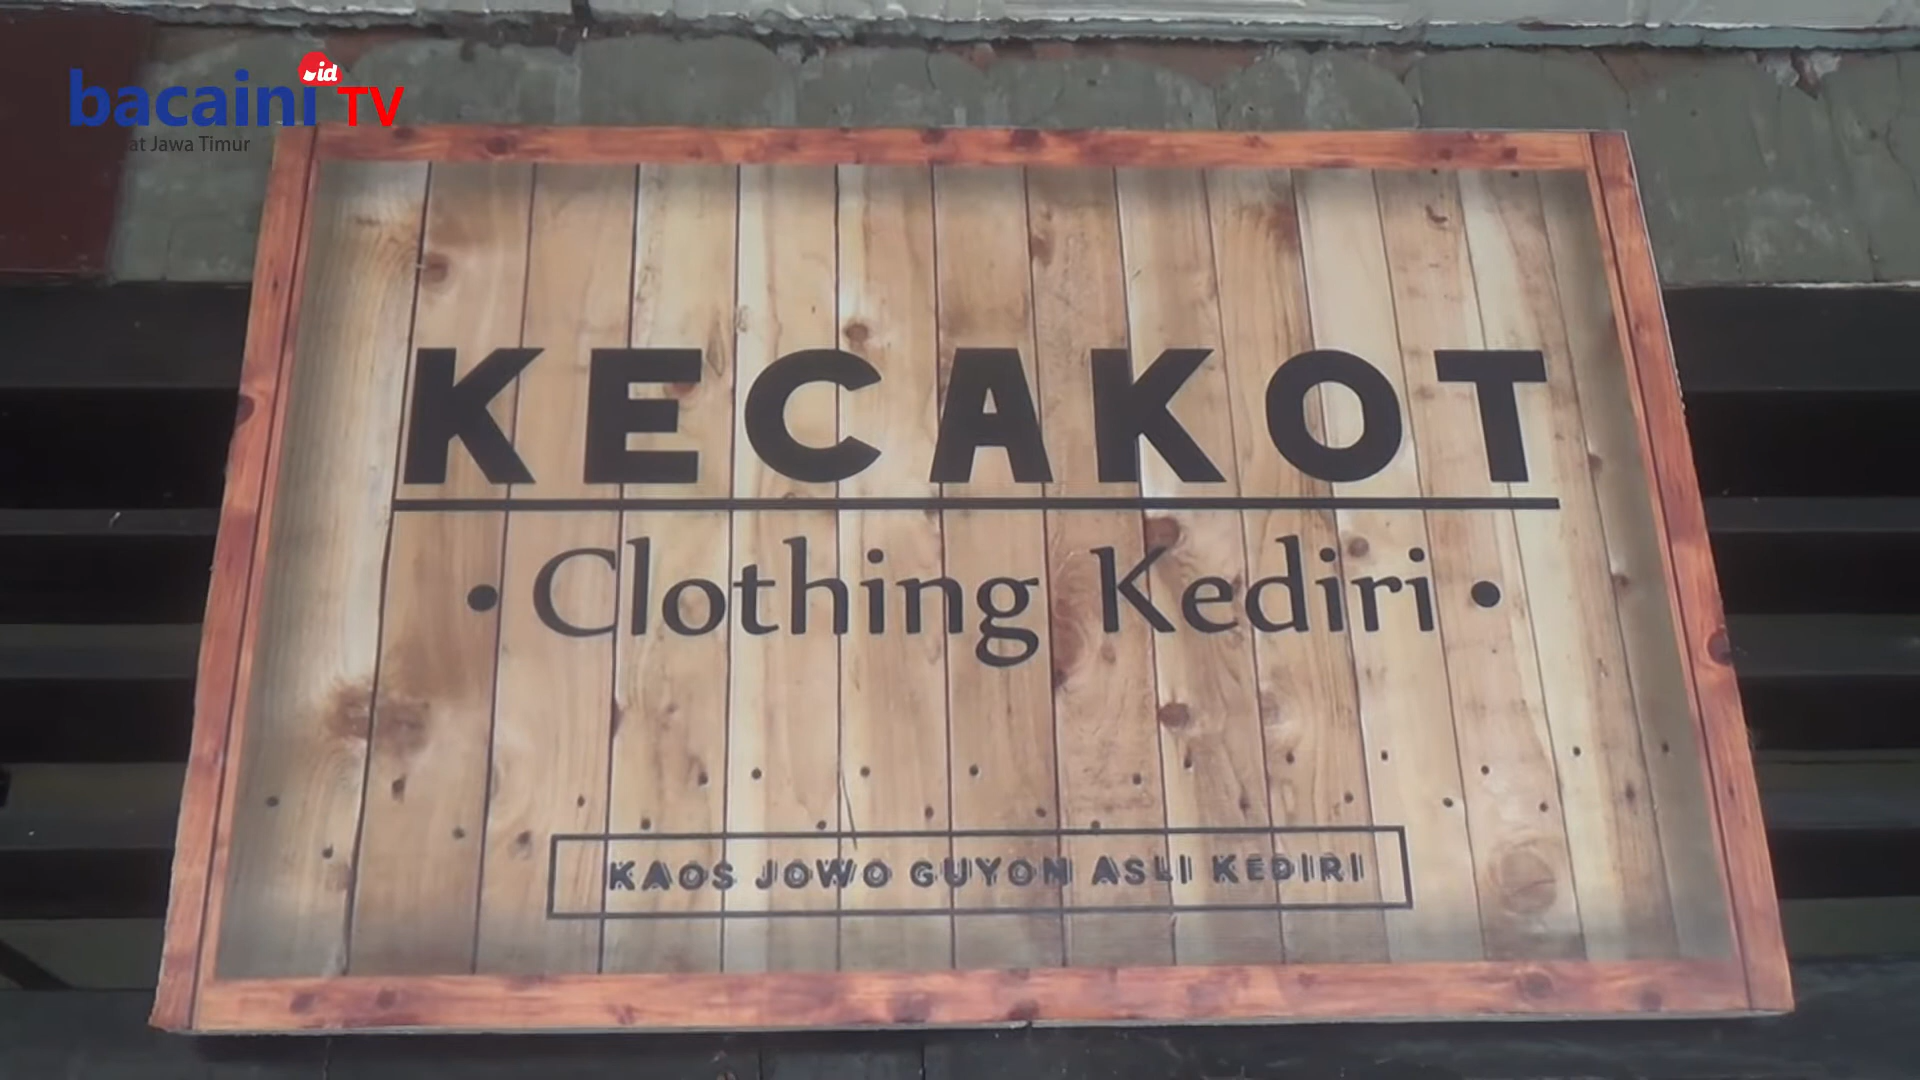 bacaini.id TV
at Jawa Timur
KECAKOT
• Clothing Kediri •
KAOS JOWO GUYON ASLI KEDIRI